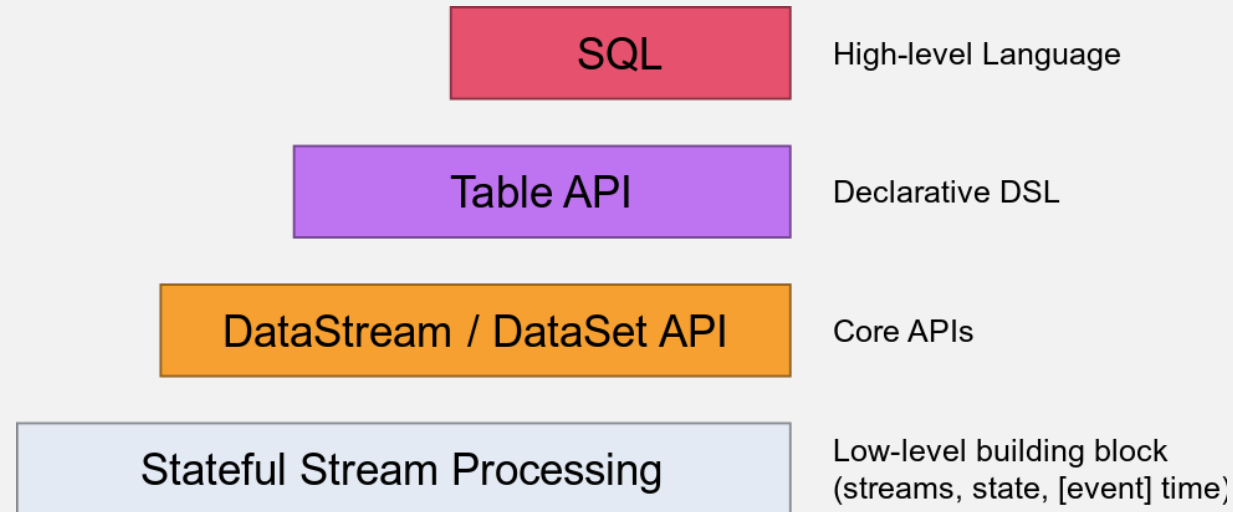 SQL
High-level Language
Table API
Declarative DSL
DataStream / DataSet API
Core APIs
Stateful Stream Processing
Low-level building block
(streams, state, [event] time)